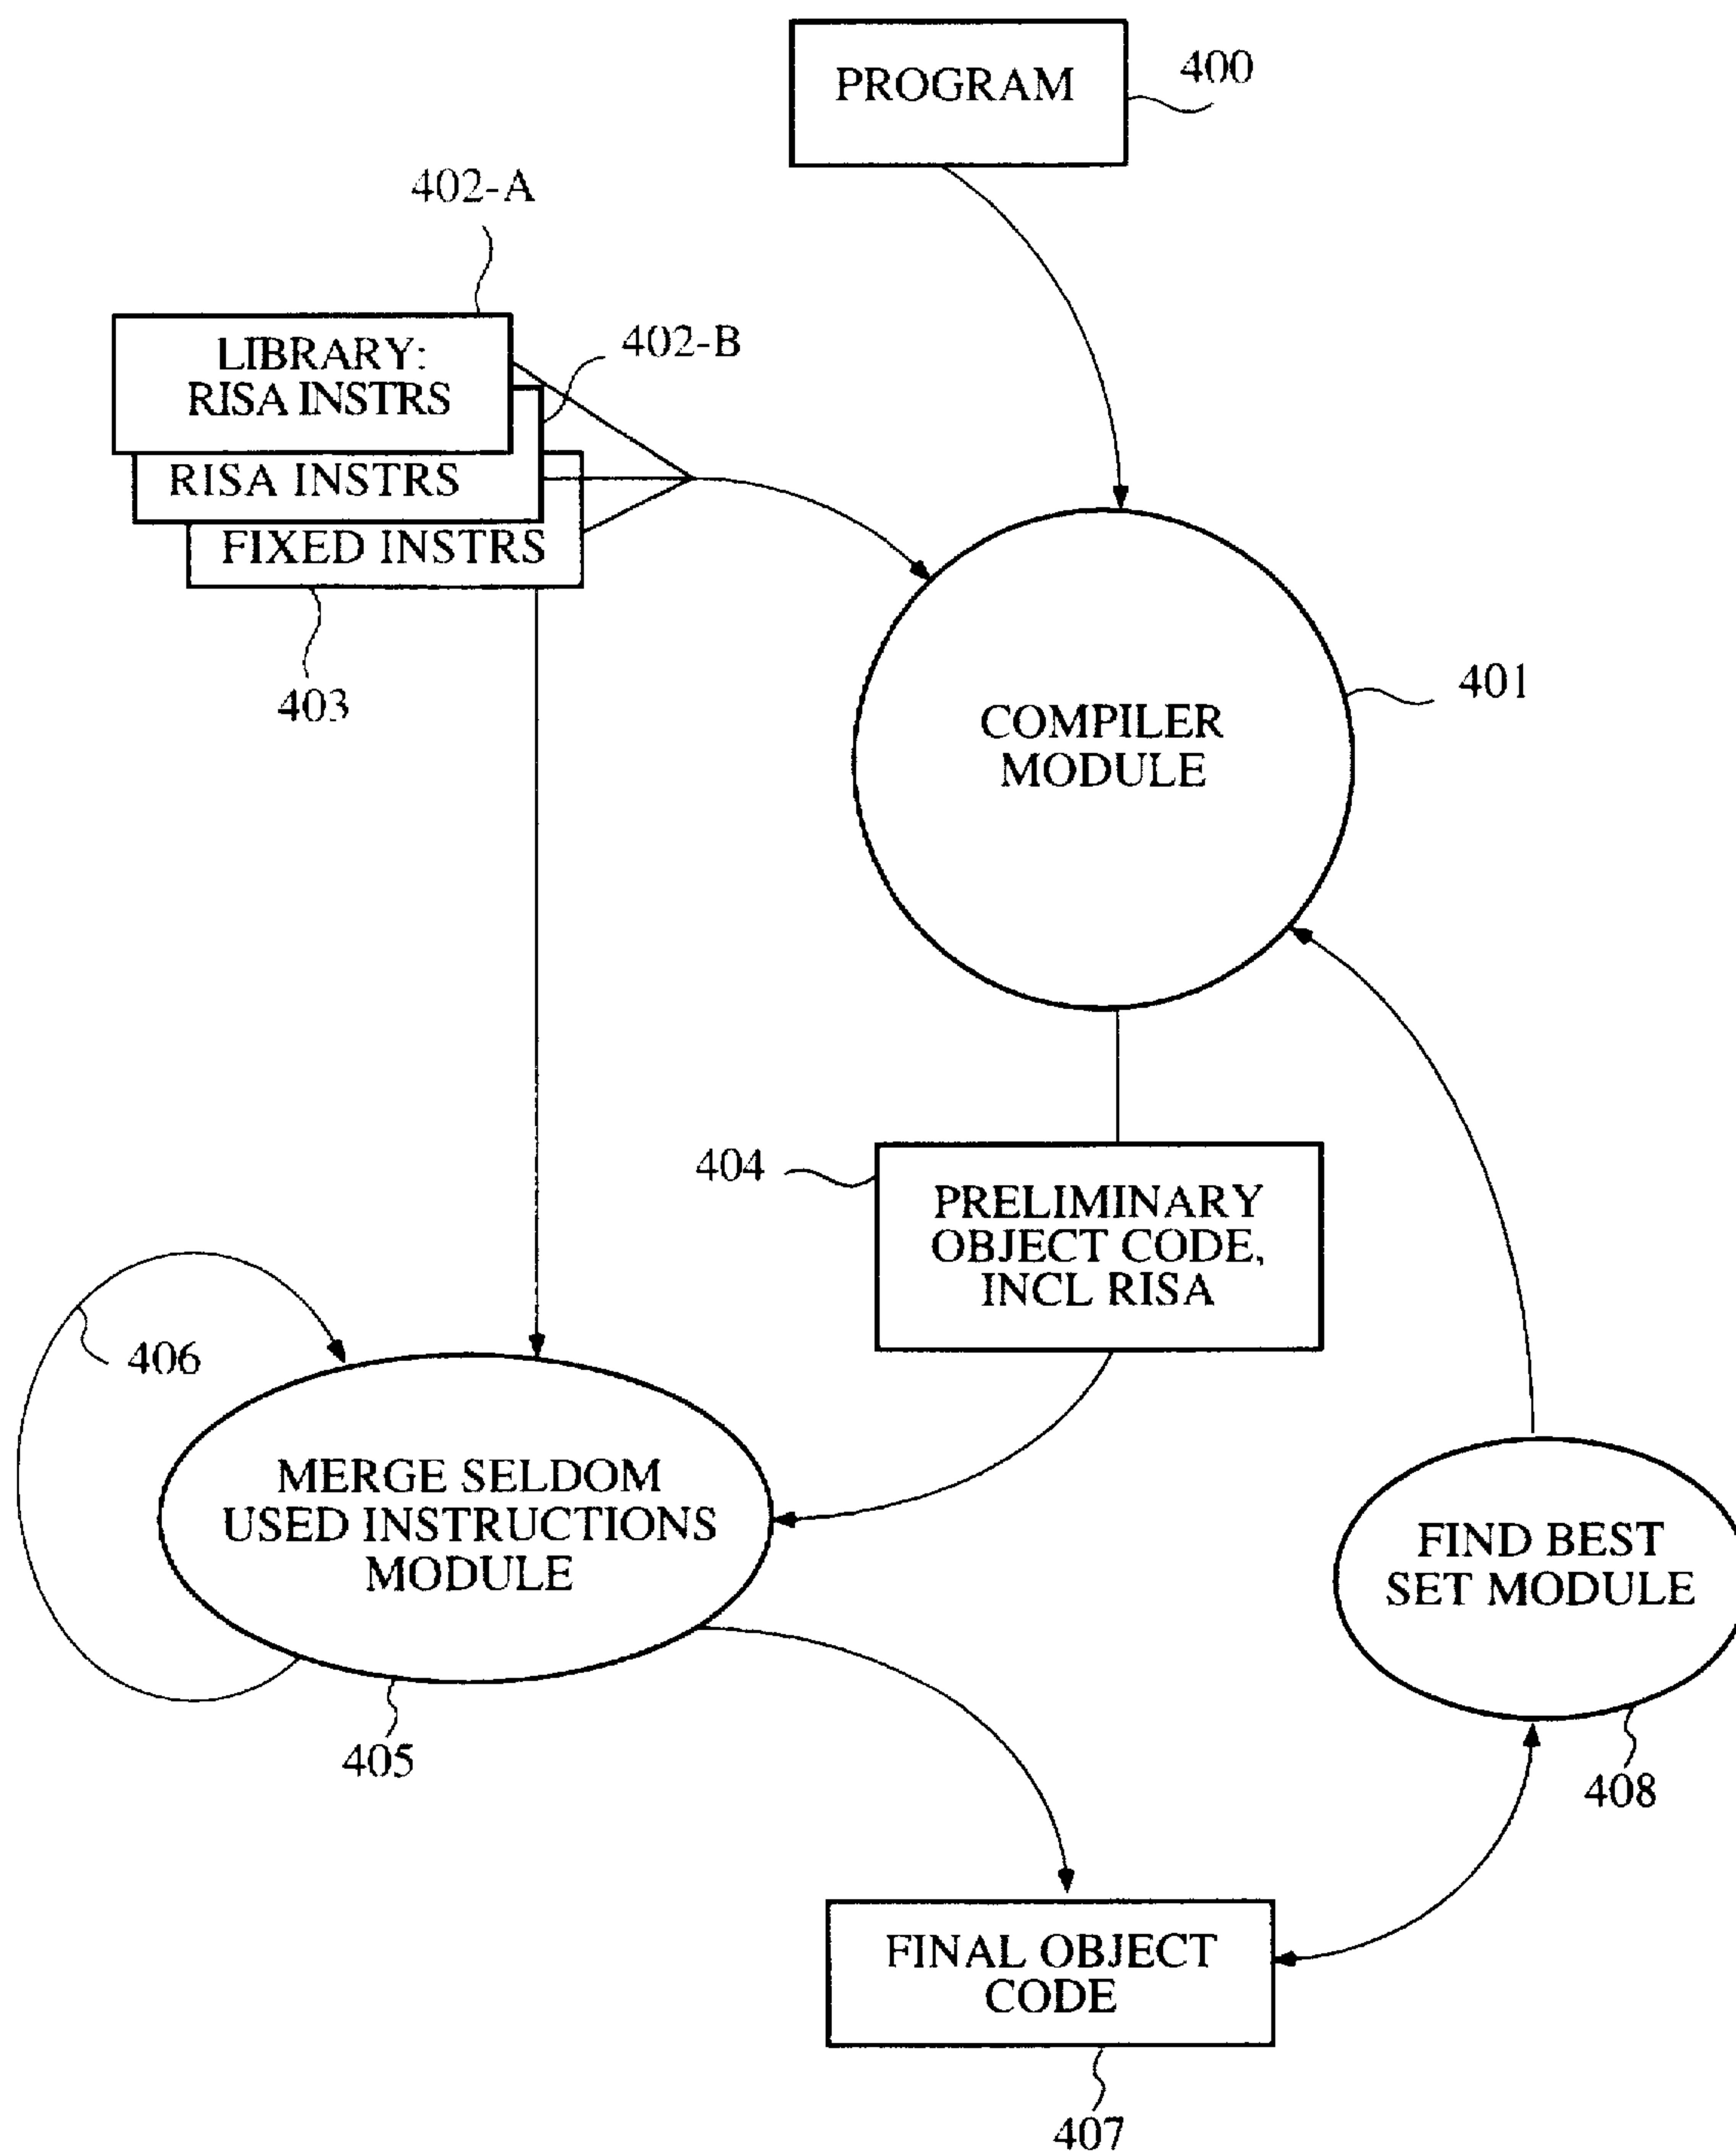 PROGRAM
400
402-A
LIBRARY:
RISA INSTRS
402-B
RISA INSTRS
FIXED INSTRS
403
COMPILER
MODULE
401
404
PRELIMINARY
OBJECT CODE,
INCL RISA
406
MERGE SELDOM
USED INSTRUCTIONS
MODULE
405
FIND BEST
SET MODULE
408
FINAL OBJECT
CODE
407